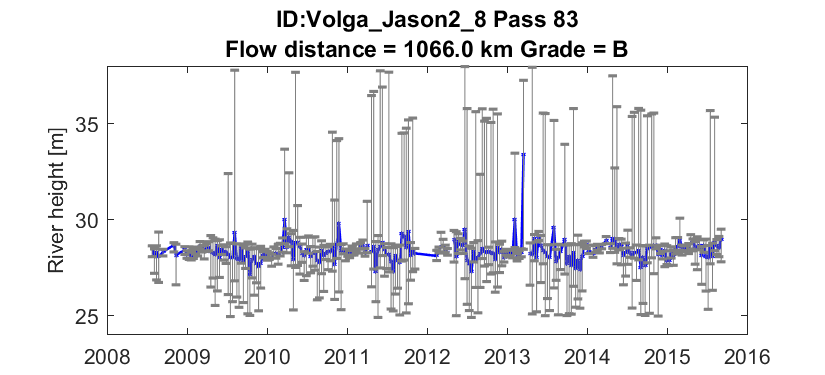 ID:Volga_Jason2_8 Pass 83
Flow distance = 1066.0 km Grade = B
River height [m]
35
30
25
2008 2009 2010 2011 2012 2013 2014 2015 2016